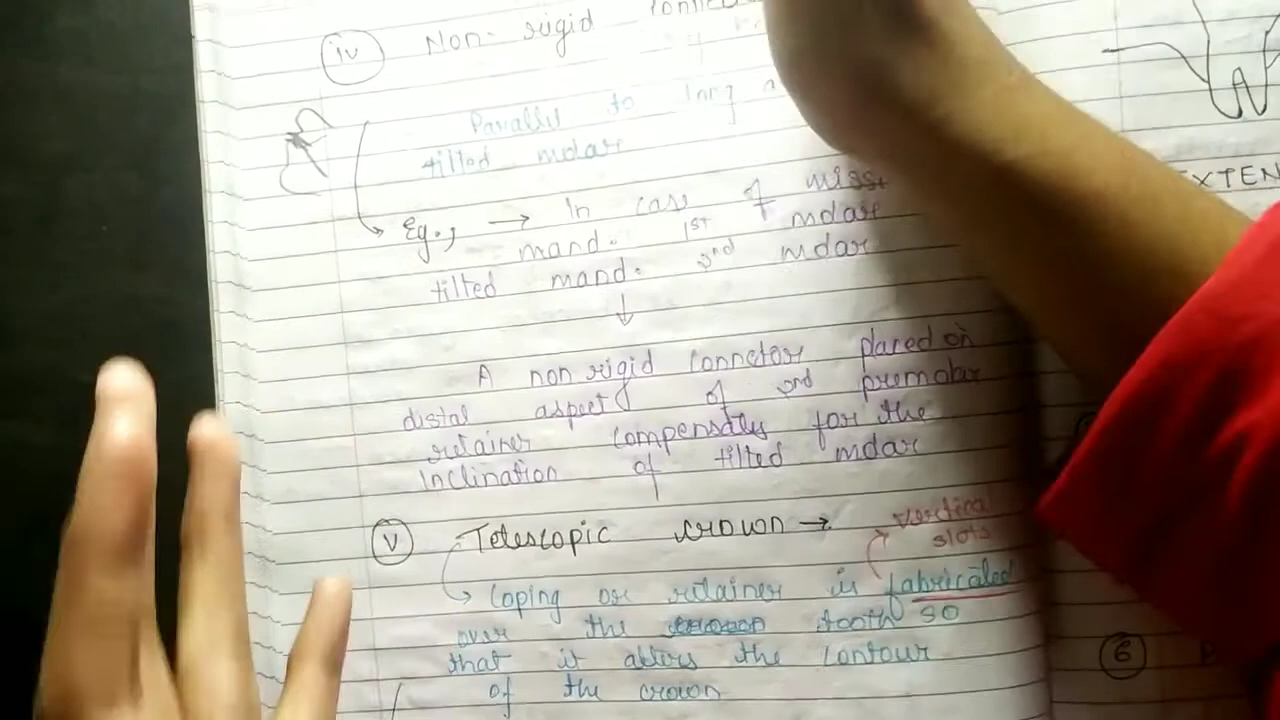 iv Non-rigid
Parallel to long
tilted molar
Eg., → In case of miss
mand. 1st molar
tilted mand. 2nd molar
↓
A non rigid connctor placed on
distal aspect of 2nd premolar
retainer compensates for the
inclination of tilted molar
v Telescopic crown → vertical
slots
Coping or retainer is fabricated
over the tooth so
that it alters the contour
of the crown
EXTEN
6